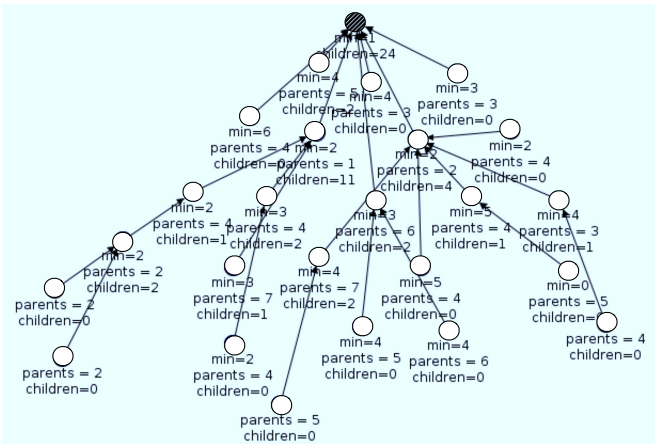 min=1
children=24
min=4
parents = 5
children=2
min=4
parents = 3
children=0
min=3
parents = 3
children=0
min=6
parents = 4
children=0
min=2
parents = 1
children=11
min=2
parents = 2
children=4
min=2
parents = 4
children=0
min=2
parents = 4
children=1
min=3
parents = 4
children=2
min=3
parents = 6
children=2
min=5
parents = 4
children=1
min=4
parents = 3
children=1
min=2
parents = 2
children=2
min=3
parents = 7
children=1
min=4
parents = 7
children=2
min=5
parents = 4
children=0
min=0
parents = 5
parents = 2
children=0
min=4
parents = 5
children=0
min=4
parents = 6
children=0
parents = 4
children=0
min=2
parents = 4
children=0
parents = 2
children=0
parents = 5
children=0